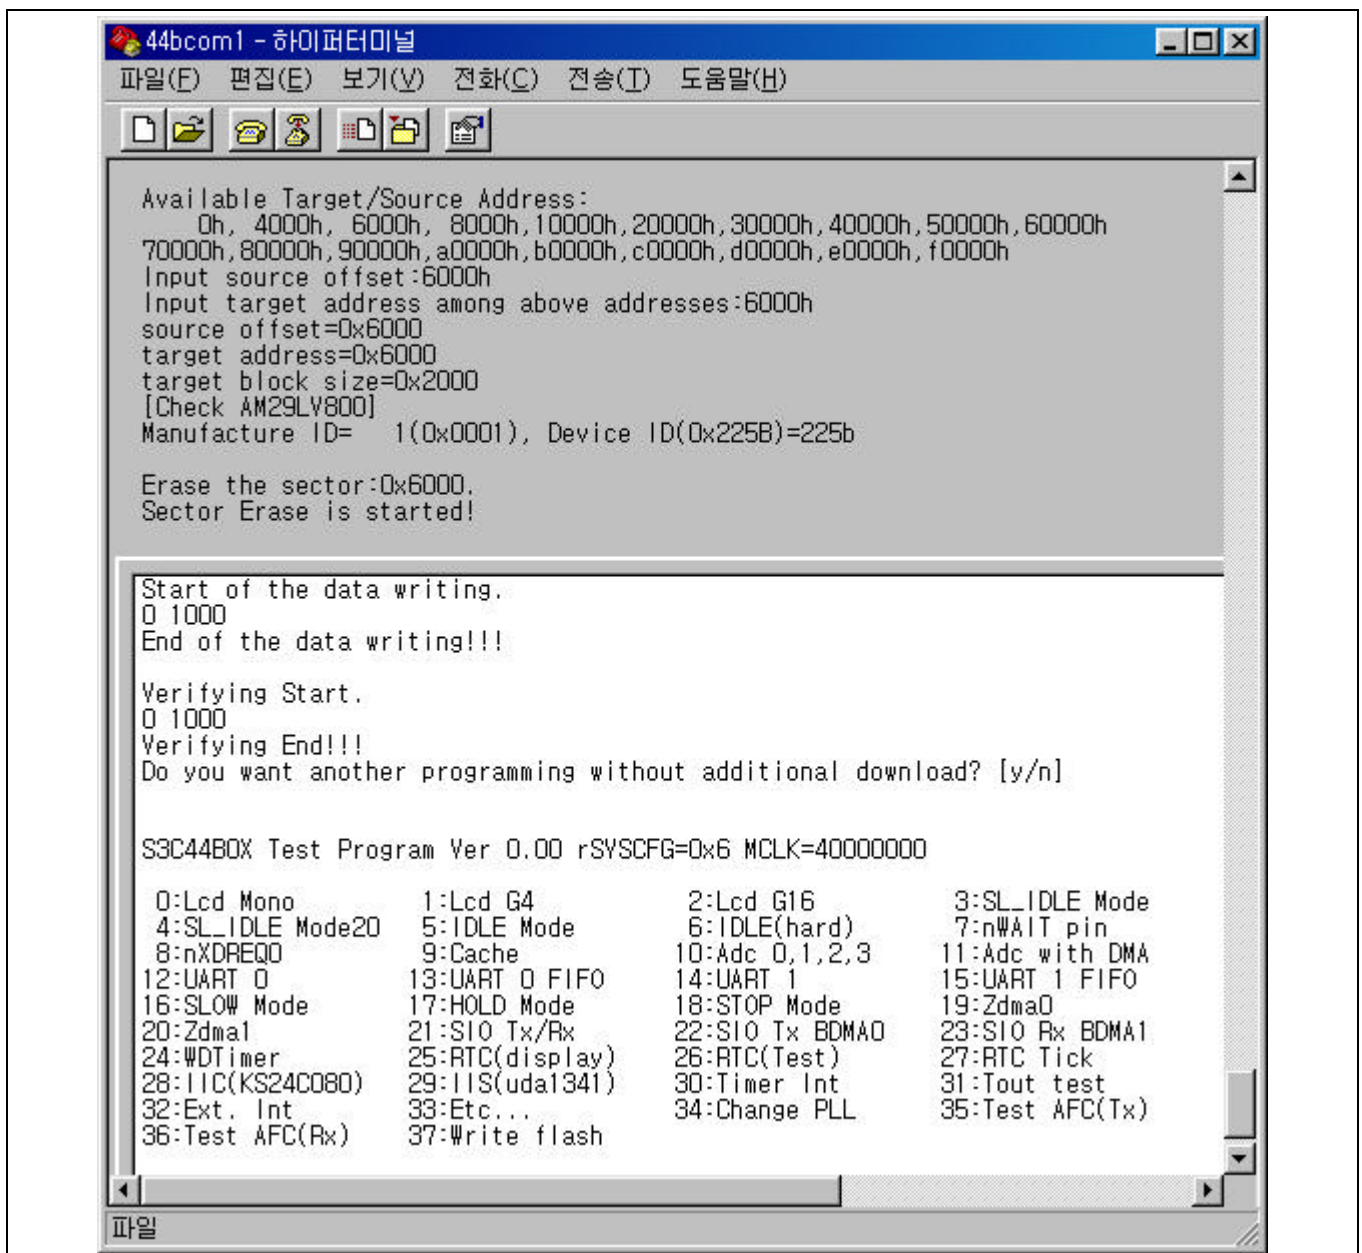 44bcom1 - 하이퍼터미널
파일(F) 편집(E) 보기(V) 전화(C) 전송(T) 도움말(H)
Available Target/Source Address:
0h, 4000h, 6000h, 8000h,10000h,20000h,30000h,40000h,50000h,60000h
70000h,80000h,90000h,a0000h,b0000h,c0000h,d0000h,e0000h,f0000h
Input source offset:6000h
Input target address among above addresses:6000h
source offset=0x6000
target address=0x6000
target block size=0x2000
[Check AM29LV800]
Manufacture ID=   1(0x0001), Device ID(0x225B)=225b
Erase the sector:0x6000.
Sector Erase is started!
Start of the data writing.
0 1000
End of the data writing!!!
Verifying Start.
0 1000
Verifying End!!!
Do you want another programming without additional download? [y/n]
S3C44B0X Test Program Ver 0.00 rSYSCFG=0x6 MCLK=40000000
0:Lcd Mono 1:Lcd G4 2:Lcd G16 3:SL_IDLE Mode
4:SL_IDLE Mode20 5:IDLE Mode 6:IDLE(hard) 7:nWAIT pin
8:nXDREQ0 9:Cache 10:Adc 0,1,2,3 11:Adc with DMA
12:UART 0 13:UART 0 FIFO 14:UART 1 15:UART 1 FIFO
16:SLOW Mode 17:HOLD Mode 18:STOP Mode 19:Zdma0
20:Zdma1 21:SIO Tx/Rx 22:SIO Tx BDMA0 23:SIO Rx BDMA1
24:WDTimer 25:RTC(display) 26:RTC(Test) 27:RTC Tick
28:IIC(KS24C080) 29:IIS(uda1341) 30:Timer Int 31:Tout test
32:Ext. Int 33:Etc... 34:Change PLL 35:Test AFC(Tx)
36:Test AFC(Rx) 37:Write flash
파일